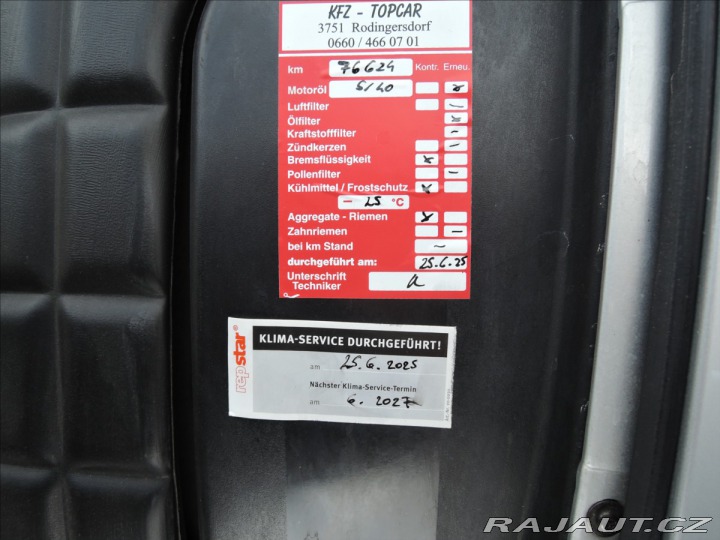 KFZ - TOPCAR
3751 Rodingersdorf
0660/466 07 01
km 76624 Kontr. Erneu.
Motoröl 5/40 x
Luftfilter –
Ölfilter x
Kraftstofffilter –
Zündkerzen –
Bremsflüssigkeit x
Pollenfilter –
Kühlmittel / Frostschutz x
– 25 °C
Aggregate - Riemen x
Zahnriemen –
bei km Stand ~
durchgeführt am: 25.6.25
Unterschrift
Techniker
repstar®
KLIMA-SERVICE DURCHGEFÜHRT!
am 25.6.2025
Nächster Klima-Service-Termin
am 6.2027
RAJAUT.CZ